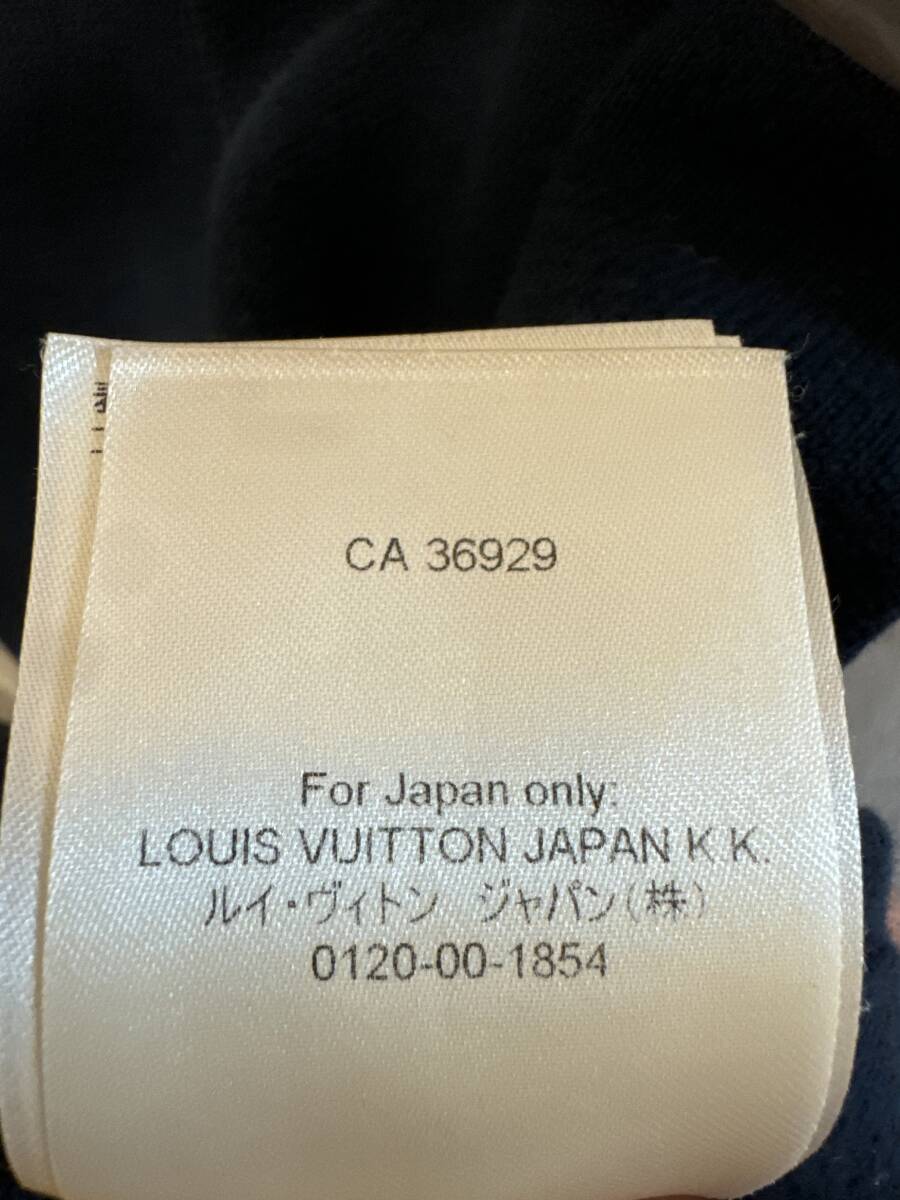 CA 36929
For Japan only:
LOUIS VUITTON JAPAN K.K.
ルイ・ヴィトン ジャパン(株)
0120-00-1854